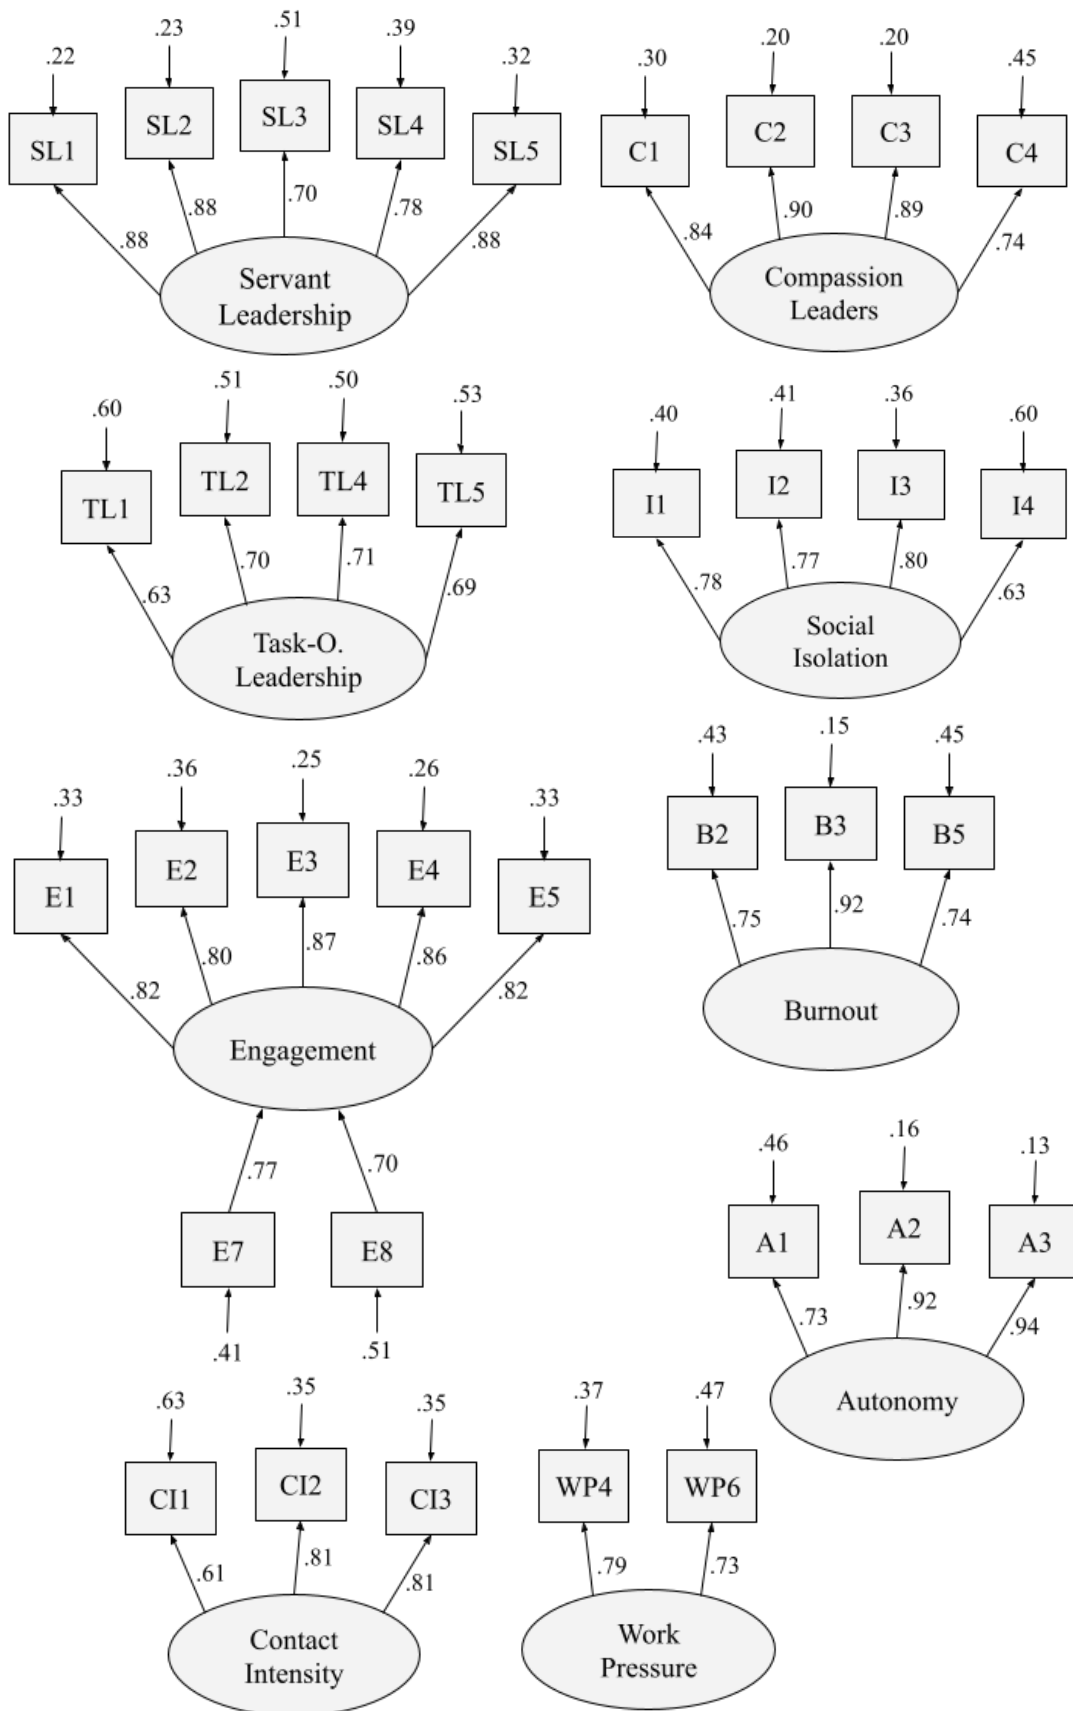 .22
.23
.51
.39
.32
SL1
SL2
SL3
SL4
SL5
.88
.88
.70
.78
.88
Servant
Leadership
.30
.20
.20
.45
C1
C2
C3
C4
.84
.90
.89
.74
Compassion
Leaders
.60
.51
.50
.53
TL1
TL2
TL4
TL5
.63
.70
.71
.69
Task-O.
Leadership
.40
.41
.36
.60
I1
I2
I3
I4
.78
.77
.80
.63
Social
Isolation
.33
.36
.25
.26
.33
E1
E2
E3
E4
E5
.82
.80
.87
.86
.82
Engagement
.77
.70
E7
E8
.41
.51
.43
.15
.45
B2
B3
B5
.75
.92
.74
Burnout
.46
.16
.13
A1
A2
A3
.73
.92
.94
Autonomy
.63
.35
.35
CI1
CI2
CI3
.61
.81
.81
Contact
Intensity
.37
.47
WP4
WP6
.79
.73
Work
Pressure